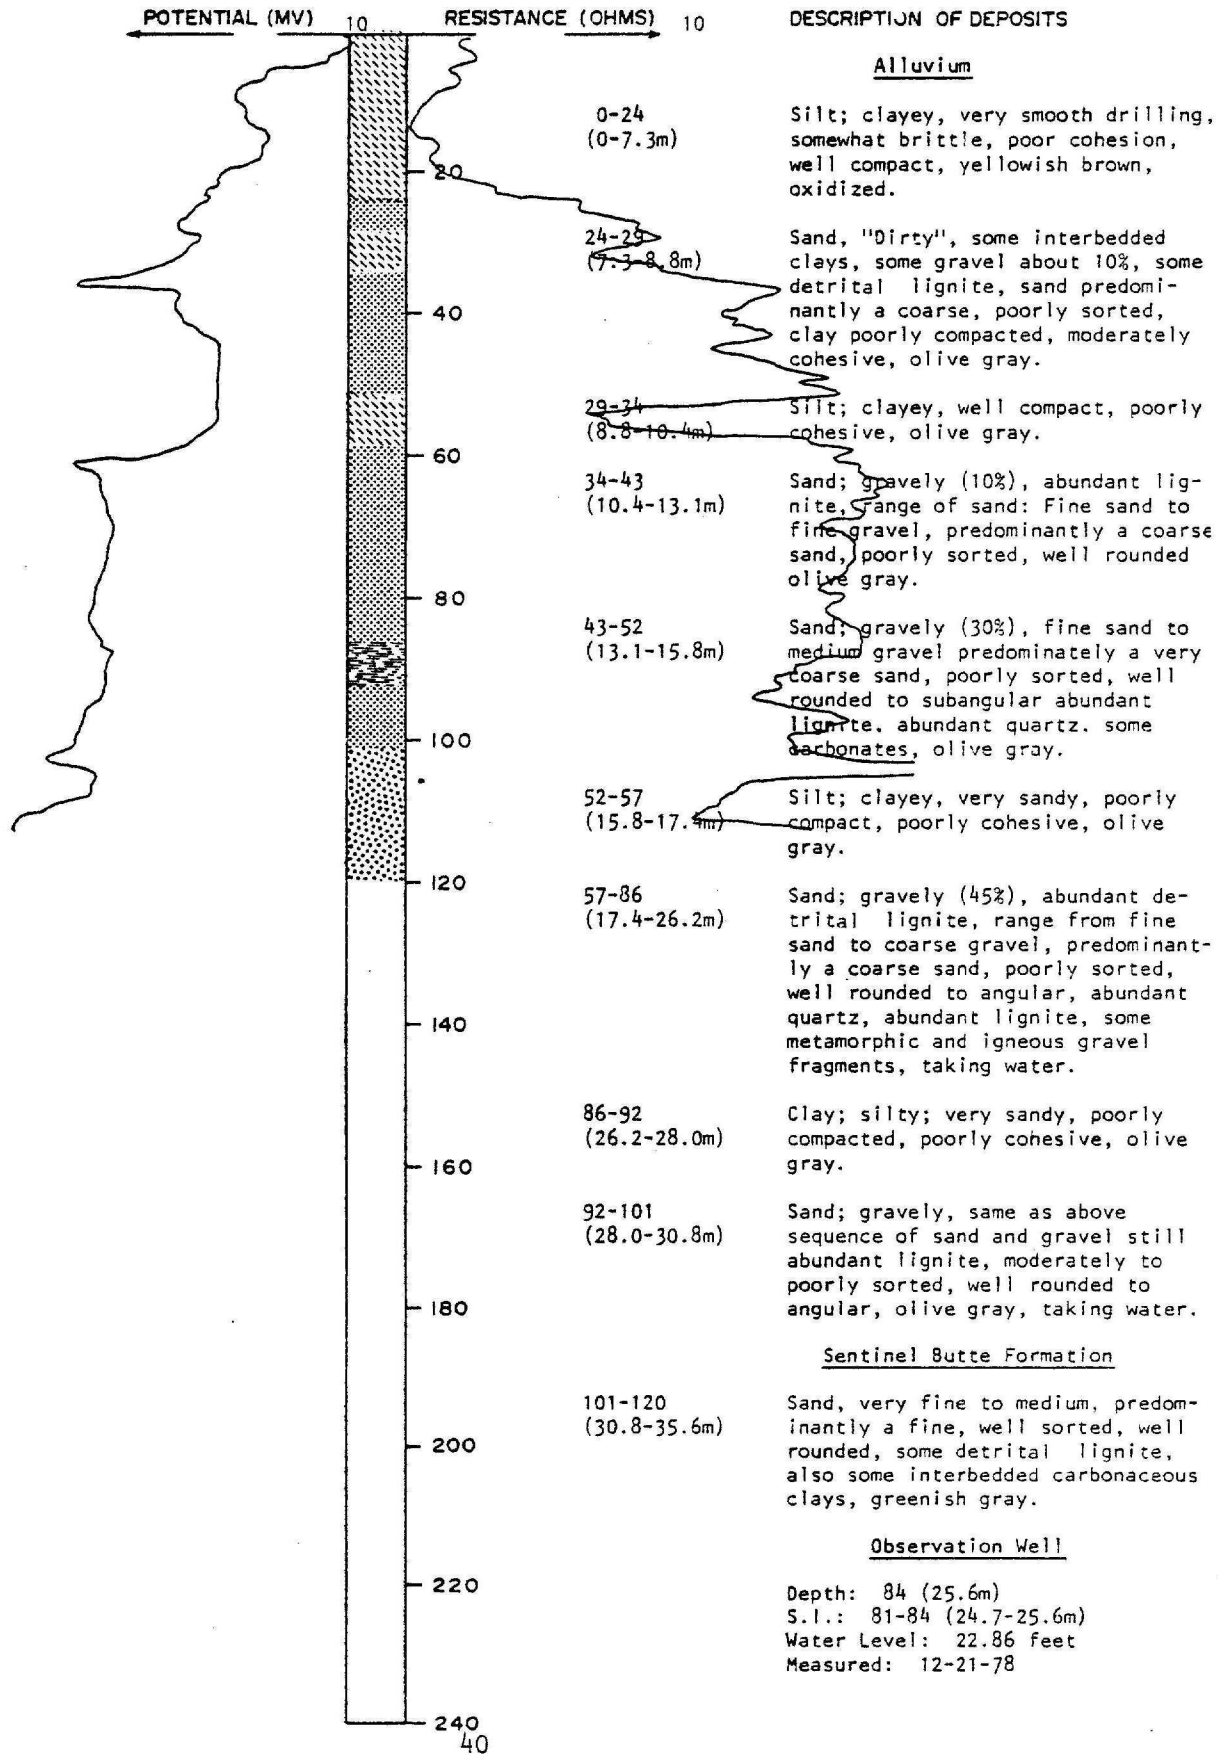 POTENTIAL (MV) 10 RESISTANCE (OHMS) 10 DESCRIPTION OF DEPOSITS
Alluvium
0-24 Silt; clayey, very smooth drilling,
(0-7.3m) somewhat brittle, poor cohesion,
well compact, yellowish brown,
oxidized.
20
24-29 Sand, "Dirty", some interbedded
(7.3-8.8m) clays, some gravel about 10%, some
detrital lignite, sand predomi-
nantly a coarse, poorly sorted,
clay poorly compacted, moderately
cohesive, olive gray.
40
29-34 Silt; clayey, well compact, poorly
(8.8-10.4m) cohesive, olive gray.
60
34-43 Sand; gravely (10%), abundant lig-
(10.4-13.1m) nite, range of sand: Fine sand to
fine gravel, predominantly a coarse
sand, poorly sorted, well rounded
olive gray.
80
43-52 Sand; gravely (30%), fine sand to
(13.1-15.8m) medium gravel predominately a very
coarse sand, poorly sorted, well
rounded to subangular abundant
lignite. abundant quartz. some
carbonates, olive gray.
100
52-57 Silt; clayey, very sandy, poorly
(15.8-17.4m) compact, poorly cohesive, olive
gray.
120
57-86 Sand; gravely (45%), abundant de-
(17.4-26.2m) trital lignite, range from fine
sand to coarse gravel, predominant-
ly a coarse sand, poorly sorted,
well rounded to angular, abundant
quartz, abundant lignite, some
metamorphic and igneous gravel
fragments, taking water.
140
86-92 Clay; silty; very sandy, poorly
(26.2-28.0m) compacted, poorly cohesive, olive
gray.
160
92-101 Sand; gravely, same as above
(28.0-30.8m) sequence of sand and gravel still
abundant lignite, moderately to
poorly sorted, well rounded to
angular, olive gray, taking water.
180
Sentinel Butte Formation
101-120 Sand, very fine to medium, predom-
(30.8-35.6m) inantly a fine, well sorted, well
rounded, some detrital lignite,
also some interbedded carbonaceous
clays, greenish gray.
200
Observation Well
220
Depth: 84 (25.6m)
S.I.: 81-84 (24.7-25.6m)
Water Level: 22.86 feet
Measured: 12-21-78
240
40